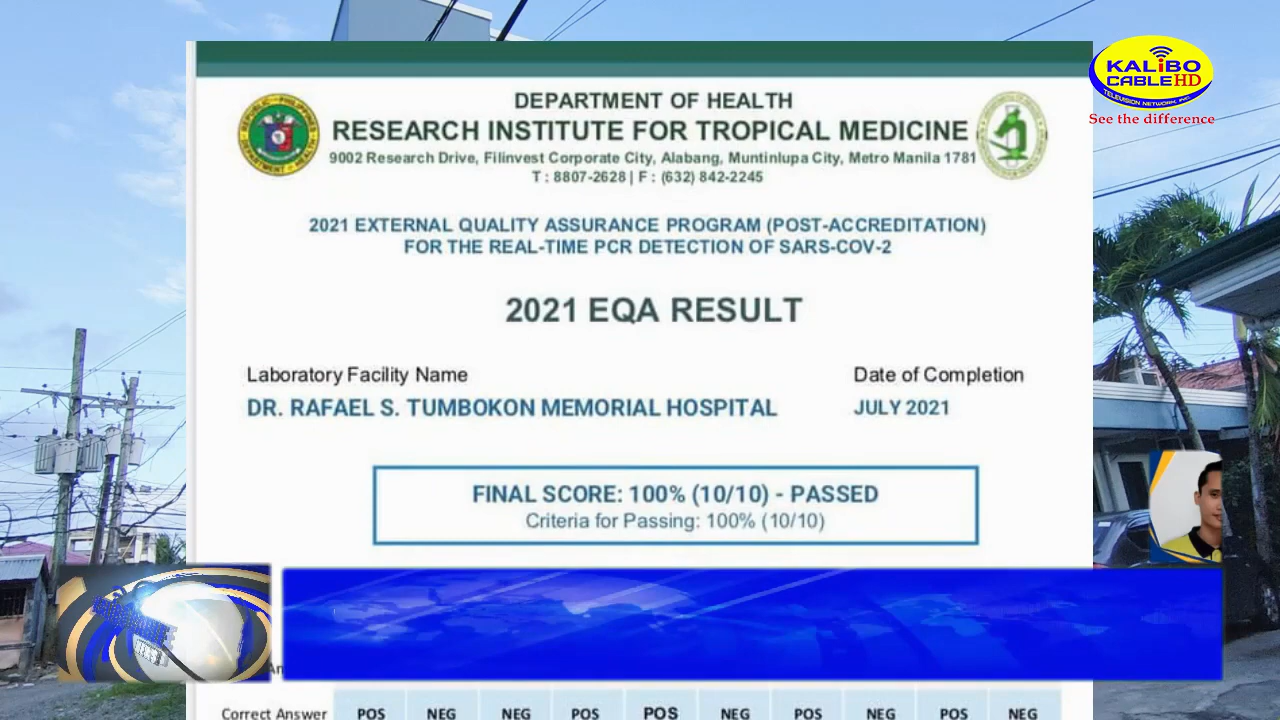 KALiBO
CABLE HD
TELEVISION NETWORK, INC.
See the difference
DEPARTMENT OF HEALTH
RESEARCH INSTITUTE FOR TROPICAL MEDICINE
9002 Research Drive, Filinvest Corporate City, Alabang, Muntinlupa City, Metro Manila 1781
T : 8807-2628 | F : (632) 842-2245
2021 EXTERNAL QUALITY ASSURANCE PROGRAM (POST-ACCREDITATION)
FOR THE REAL-TIME PCR DETECTION OF SARS-COV-2
2021 EQA RESULT
Laboratory Facility Name Date of Completion
DR. RAFAEL S. TUMBOKON MEMORIAL HOSPITAL JULY 2021
FINAL SCORE: 100% (10/10) - PASSED
Criteria for Passing: 100% (10/10)
Correct Answer POS NEG NEG POS POS NEG POS NEG POS NEG